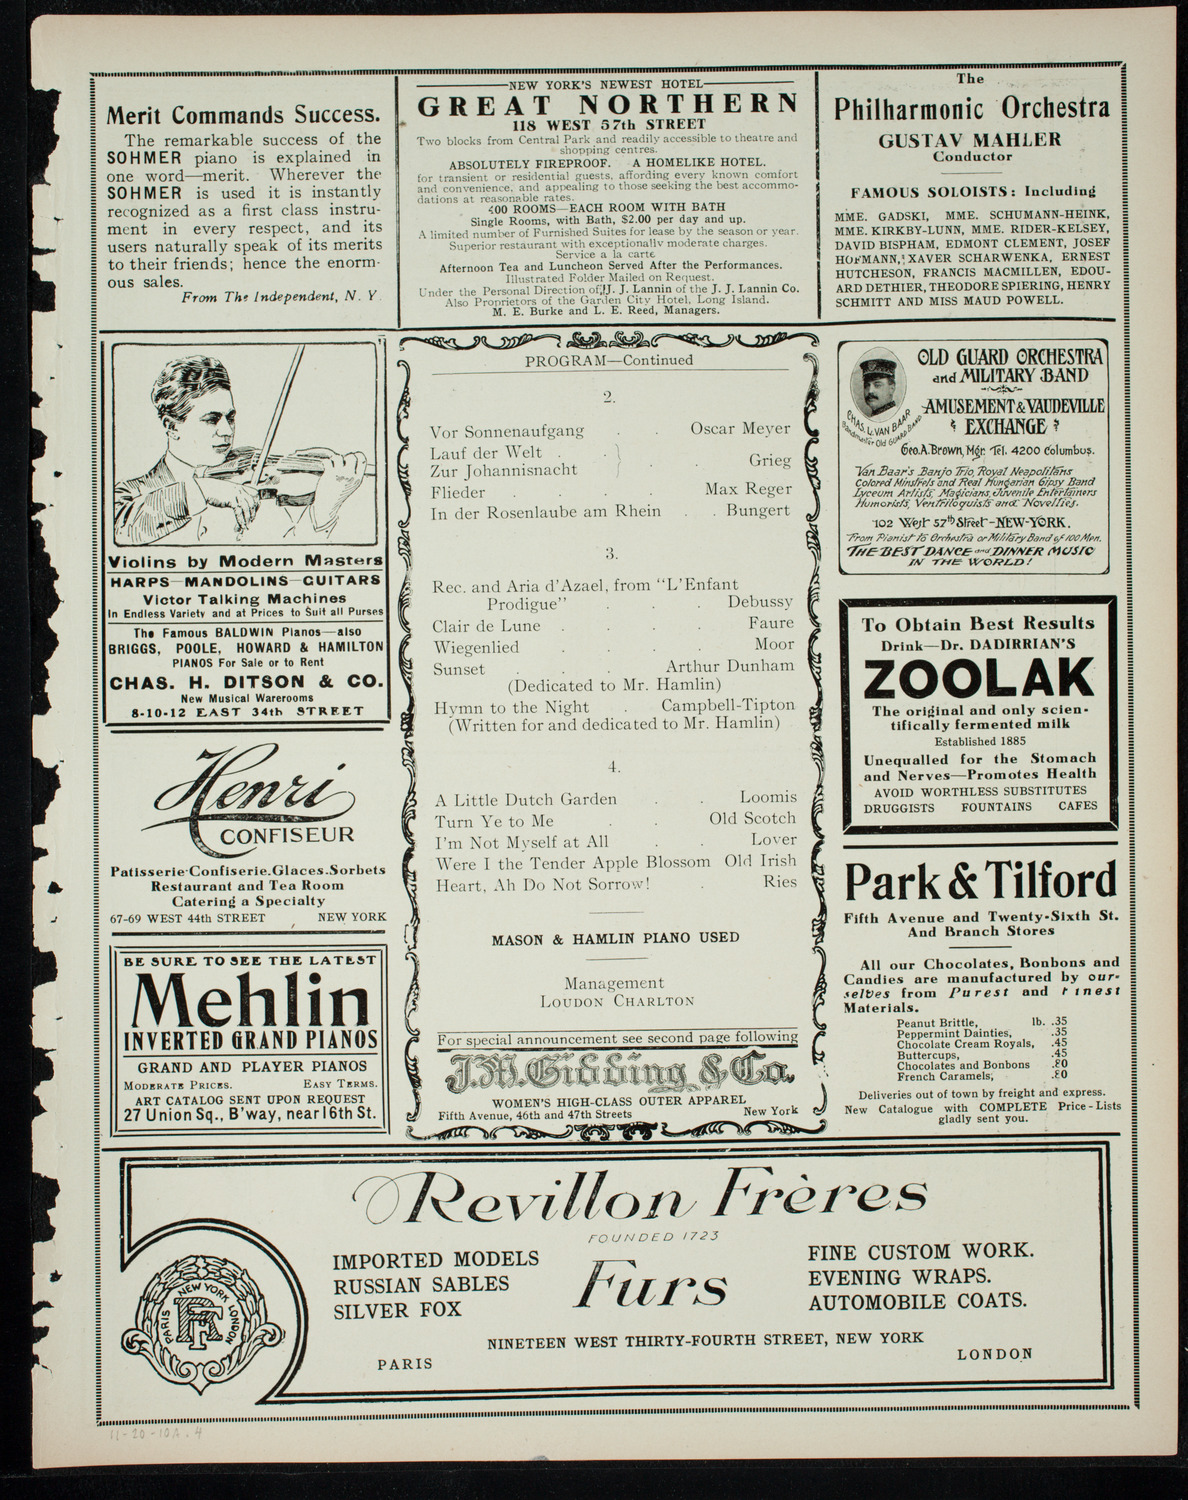 Merit Commands Success.
The remarkable success of the
SOHMER piano is explained in
one word—merit. Wherever the
SOHMER is used it is instantly
recognized as a first class instru-
ment in every respect, and its
users naturally speak of its merits
to their friends; hence the enorm-
ous sales.
From The Independent, N. Y.
NEW YORK'S NEWEST HOTEL
GREAT NORTHERN
118 WEST 57th STREET
Two blocks from Central Park and readily accessible to theatre and
shopping centres.
ABSOLUTELY FIREPROOF. A HOMELIKE HOTEL.
for transient or residential guests, affording every known comfort
and convenience, and appealing to those seeking the best accommo-
dations at reasonable rates.
400 ROOMS—EACH ROOM WITH BATH
Single Rooms, with Bath, $2.00 per day and up.
A limited number of Furnished Suites for lease by the season or year.
Superior restaurant with exceptionally moderate charges.
Service a la carte
Afternoon Tea and Luncheon Served After the Performances.
Illustrated Folder Mailed on Request.
Under the Personal Direction of J. J. Lannin of the J. J. Lannin Co.
Also Proprietors of the Garden City Hotel, Long Island.
M. E. Burke and L. E. Reed, Managers.
The
Philharmonic Orchestra
GUSTAV MAHLER
Conductor
FAMOUS SOLOISTS: Including
MME. GADSKI, MME. SCHUMANN-HEINK,
MME. KIRKBY-LUNN, MME. RIDER-KELSEY,
DAVID BISPHAM, EDMONT CLEMENT, JOSEF
HOFMANN, XAVER SCHARWENKA, ERNEST
HUTCHESON, FRANCIS MACMILLEN, EDOU-
ARD DETHIER, THEODORE SPIERING, HENRY
SCHMITT AND MISS MAUD POWELL.
Violins by Modern Masters
HARPS—MANDOLINS—GUITARS
Victor Talking Machines
In Endless Variety and at Prices to Suit all Purses
The Famous BALDWIN Pianos—also
BRIGGS, POOLE, HOWARD & HAMILTON
PIANOS For Sale or to Rent
CHAS. H. DITSON & CO.
New Musical Warerooms
8-10-12 EAST 34th STREET
Henri
CONFISEUR
Patisserie·Confiserie.Glaces.Sorbets
Restaurant and Tea Room
Catering a Specialty
67-69 WEST 44th STREET NEW YORK
BE SURE TO SEE THE LATEST
Mehlin
INVERTED GRAND PIANOS
GRAND AND PLAYER PIANOS
MODERATE PRICES. EASY TERMS.
ART CATALOG SENT UPON REQUEST
27 Union Sq., B'way, near 16th St.
PROGRAM—Continued
2.
Vor Sonnenaufgang . . Oscar Meyer
Lauf der Welt . . }
Zur Johannisnacht } . . Grieg
Flieder . . . . Max Reger
In der Rosenlaube am Rhein . . Bungert
3.
Rec. and Aria d'Azael, from "L'Enfant
Prodigue" . . . Debussy
Clair de Lune . . . . Faure
Wiegenlied . . . . Moor
Sunset . . . Arthur Dunham
(Dedicated to Mr. Hamlin)
Hymn to the Night . Campbell-Tipton
(Written for and dedicated to Mr. Hamlin)
4.
A Little Dutch Garden . . Loomis
Turn Ye to Me . . Old Scotch
I'm Not Myself at All . . Lover
Were I the Tender Apple Blossom Old Irish
Heart, Ah Do Not Sorrow! . Ries
MASON & HAMLIN PIANO USED
Management
LOUDON CHARLTON
For special announcement see second page following
J.M. Gidding & Co.
WOMEN'S HIGH-CLASS OUTER APPAREL
Fifth Avenue, 46th and 47th Streets New York
CHAS. L. VAN BAAR
Bandmaster Old Guard Band
OLD GUARD ORCHESTRA
and MILITARY BAND
AMUSEMENT & VAUDEVILLE
EXCHANGE
Geo. A. Brown, Mgr. Tel. 4200 Columbus.
Van Baar's Banjo Trio, Royal Neapolitans
Colored Minstrels and Real Hungarian Gipsy Band
Lyceum Artists, Magicians, Juvenile Entertainers
Humorists, Ventriloquists and Novelties.
102 West 57th Street—NEW-YORK.
From Pianist to Orchestra or Military Band of 100 Men.
THE BEST DANCE and DINNER MUSIC
IN THE WORLD!
To Obtain Best Results
Drink—Dr. DADIRRIAN'S
ZOOLAK
The original and only scien-
tifically fermented milk
Established 1885
Unequalled for the Stomach
and Nerves—Promotes Health
AVOID WORTHLESS SUBSTITUTES
DRUGGISTS FOUNTAINS CAFES
Park & Tilford
Fifth Avenue and Twenty-Sixth St.
And Branch Stores
All our Chocolates, Bonbons and
Candies are manufactured by our-
selves from Purest and Finest
Materials.
Peanut Brittle, lb. .35
Peppermint Dainties, .35
Chocolate Cream Royals, .45
Buttercups, .45
Chocolates and Bonbons .80
French Caramels, .80
Deliveries out of town by freight and express.
New Catalogue with COMPLETE Price-Lists
gladly sent you.
Revillon Frères
FOUNDED 1723
IMPORTED MODELS
RUSSIAN SABLES
SILVER FOX
Furs
FINE CUSTOM WORK.
EVENING WRAPS.
AUTOMOBILE COATS.
NINETEEN WEST THIRTY-FOURTH STREET, NEW YORK
PARIS
LONDON
PARIS NEW YORK LONDON
RF
11-20-10A.4